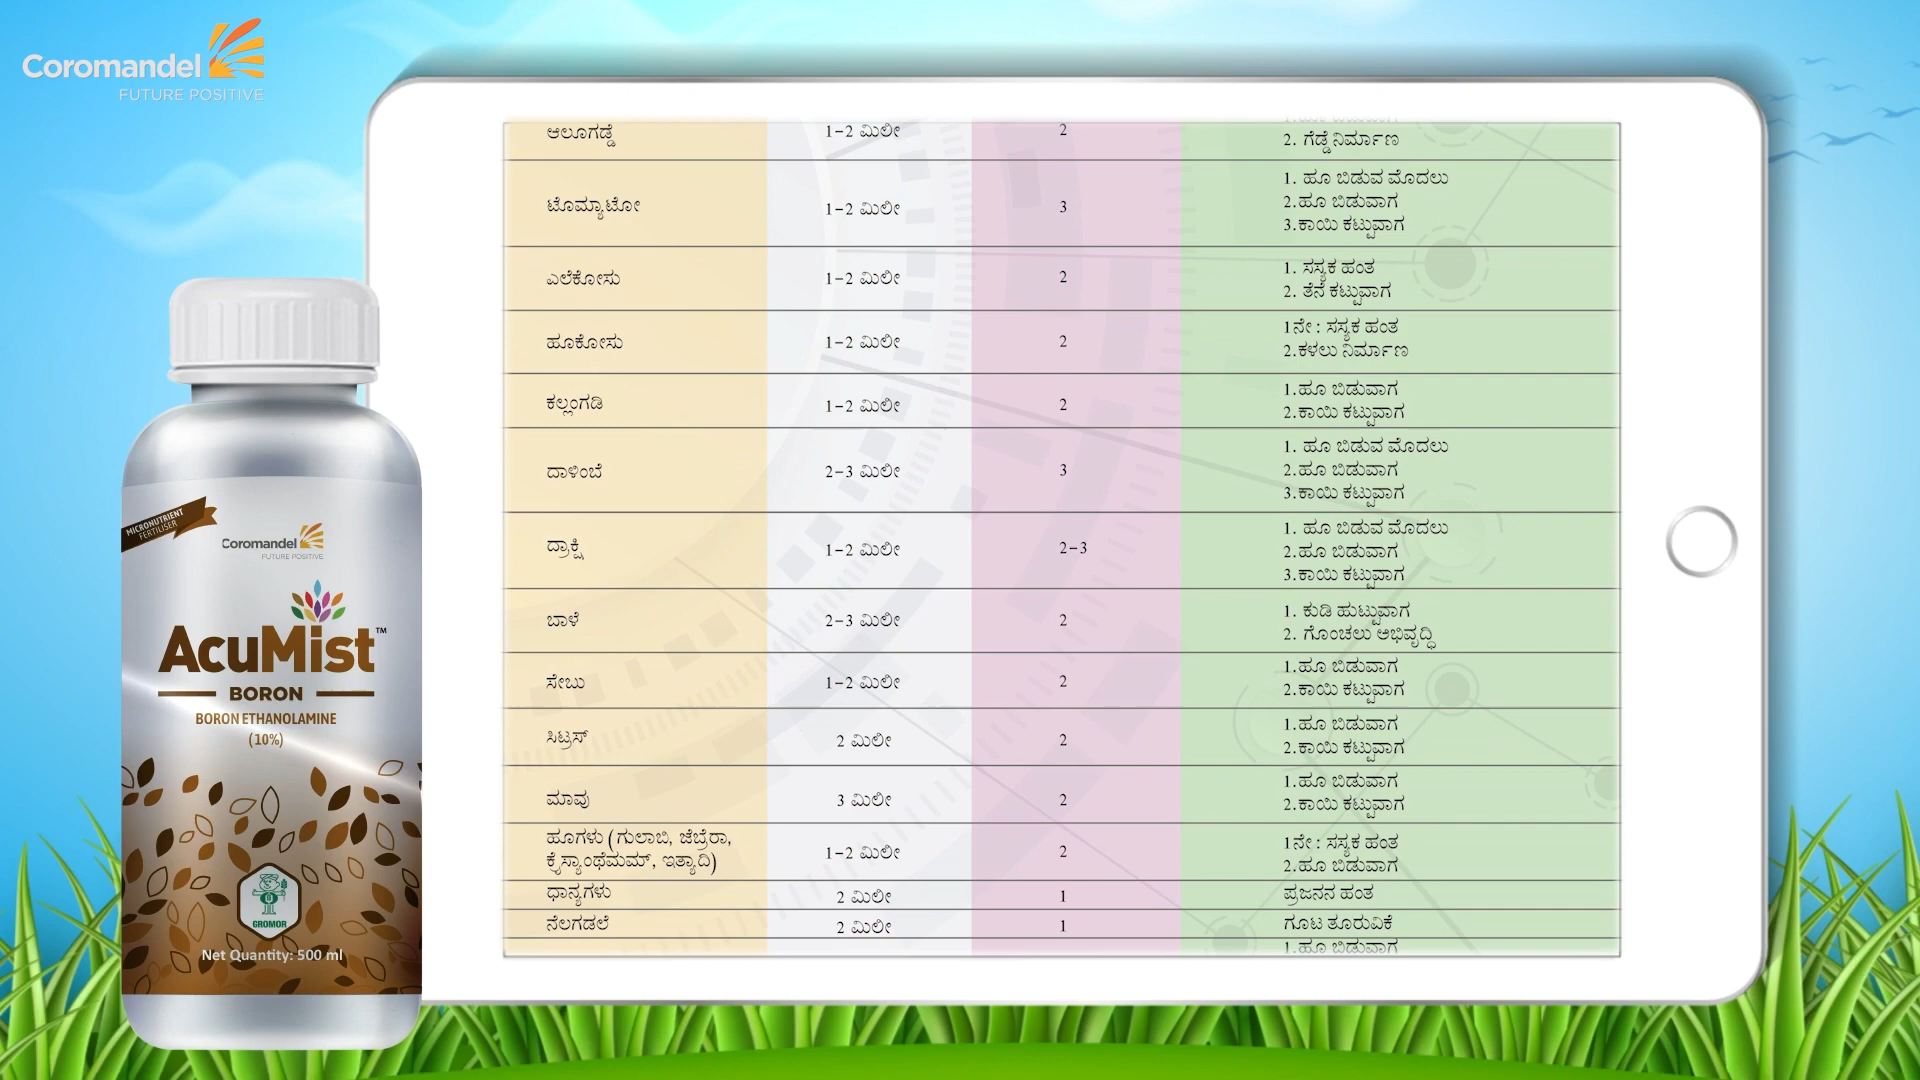 Coromandel
FUTURE POSITIVE
ಆಲೂಗಡ್ಡೆ 1-2 ಮಿಲೀ 2
2. ಗೆಡ್ಡೆ ನಿರ್ಮಾಣ
ಟೊಮ್ಯಾಟೋ 1-2 ಮಿಲೀ 3
1. ಹೂ ಬಿಡುವ ಮೊದಲು
2.ಹೂ ಬಿಡುವಾಗ
3.ಕಾಯಿ ಕಟ್ಟುವಾಗ
ಎಲೆಕೋಸು 1-2 ಮಿಲೀ 2
1. ಸಸ್ಯಕ ಹಂತ
2. ತೆನೆ ಕಟ್ಟುವಾಗ
ಹೂಕೋಸು 1-2 ಮಿಲೀ 2
1ನೇ : ಸಸ್ಯಕ ಹಂತ
2.ಕಳಲು ನಿರ್ಮಾಣ
ಕಲ್ಲಂಗಡಿ 1-2 ಮಿಲೀ 2
1.ಹೂ ಬಿಡುವಾಗ
2.ಕಾಯಿ ಕಟ್ಟುವಾಗ
ದಾಳಿಂಬೆ 2-3 ಮಿಲೀ 3
1. ಹೂ ಬಿಡುವ ಮೊದಲು
2.ಹೂ ಬಿಡುವಾಗ
3.ಕಾಯಿ ಕಟ್ಟುವಾಗ
ದ್ರಾಕ್ಷಿ 1-2 ಮಿಲೀ 2-3
1. ಹೂ ಬಿಡುವ ಮೊದಲು
2.ಹೂ ಬಿಡುವಾಗ
3.ಕಾಯಿ ಕಟ್ಟುವಾಗ
ಬಾಳೆ 2-3 ಮಿಲೀ 2
1. ಕುಡಿ ಹುಟ್ಟುವಾಗ
2. ಗೊಂಚಲು ಅಭಿವೃದ್ಧಿ
ಸೇಬು 1-2 ಮಿಲೀ 2
1.ಹೂ ಬಿಡುವಾಗ
2.ಕಾಯಿ ಕಟ್ಟುವಾಗ
ಸಿಟ್ರಸ್ 2 ಮಿಲೀ 2
1.ಹೂ ಬಿಡುವಾಗ
2.ಕಾಯಿ ಕಟ್ಟುವಾಗ
ಮಾವು 3 ಮಿಲೀ 2
1.ಹೂ ಬಿಡುವಾಗ
2.ಕಾಯಿ ಕಟ್ಟುವಾಗ
ಹೂಗಳು (ಗುಲಾಬಿ, ಜೆಬ್ರೆರಾ,
ಕ್ರೈಸ್ಯಾಂಥೆಮಮ್, ಇತ್ಯಾದಿ) 1-2 ಮಿಲೀ 2
1ನೇ : ಸಸ್ಯಕ ಹಂತ
2.ಹೂ ಬಿಡುವಾಗ
ಧಾನ್ಯಗಳು 2 ಮಿಲೀ 1 ಪ್ರಜನನ ಹಂತ
ನೆಲಗಡಲೆ 2 ಮಿಲೀ 1 ಗೂಟ ತೂರುವಿಕೆ
1.ಹೂ ಬಿಡುವಾಗ
MICRONUTRIENT
FERTILISER
Coromandel
FUTURE POSITIVE
AcuMist™
BORON
BORON ETHANOLAMINE
(10%)
GROMOR
Net Quantity: 500 ml